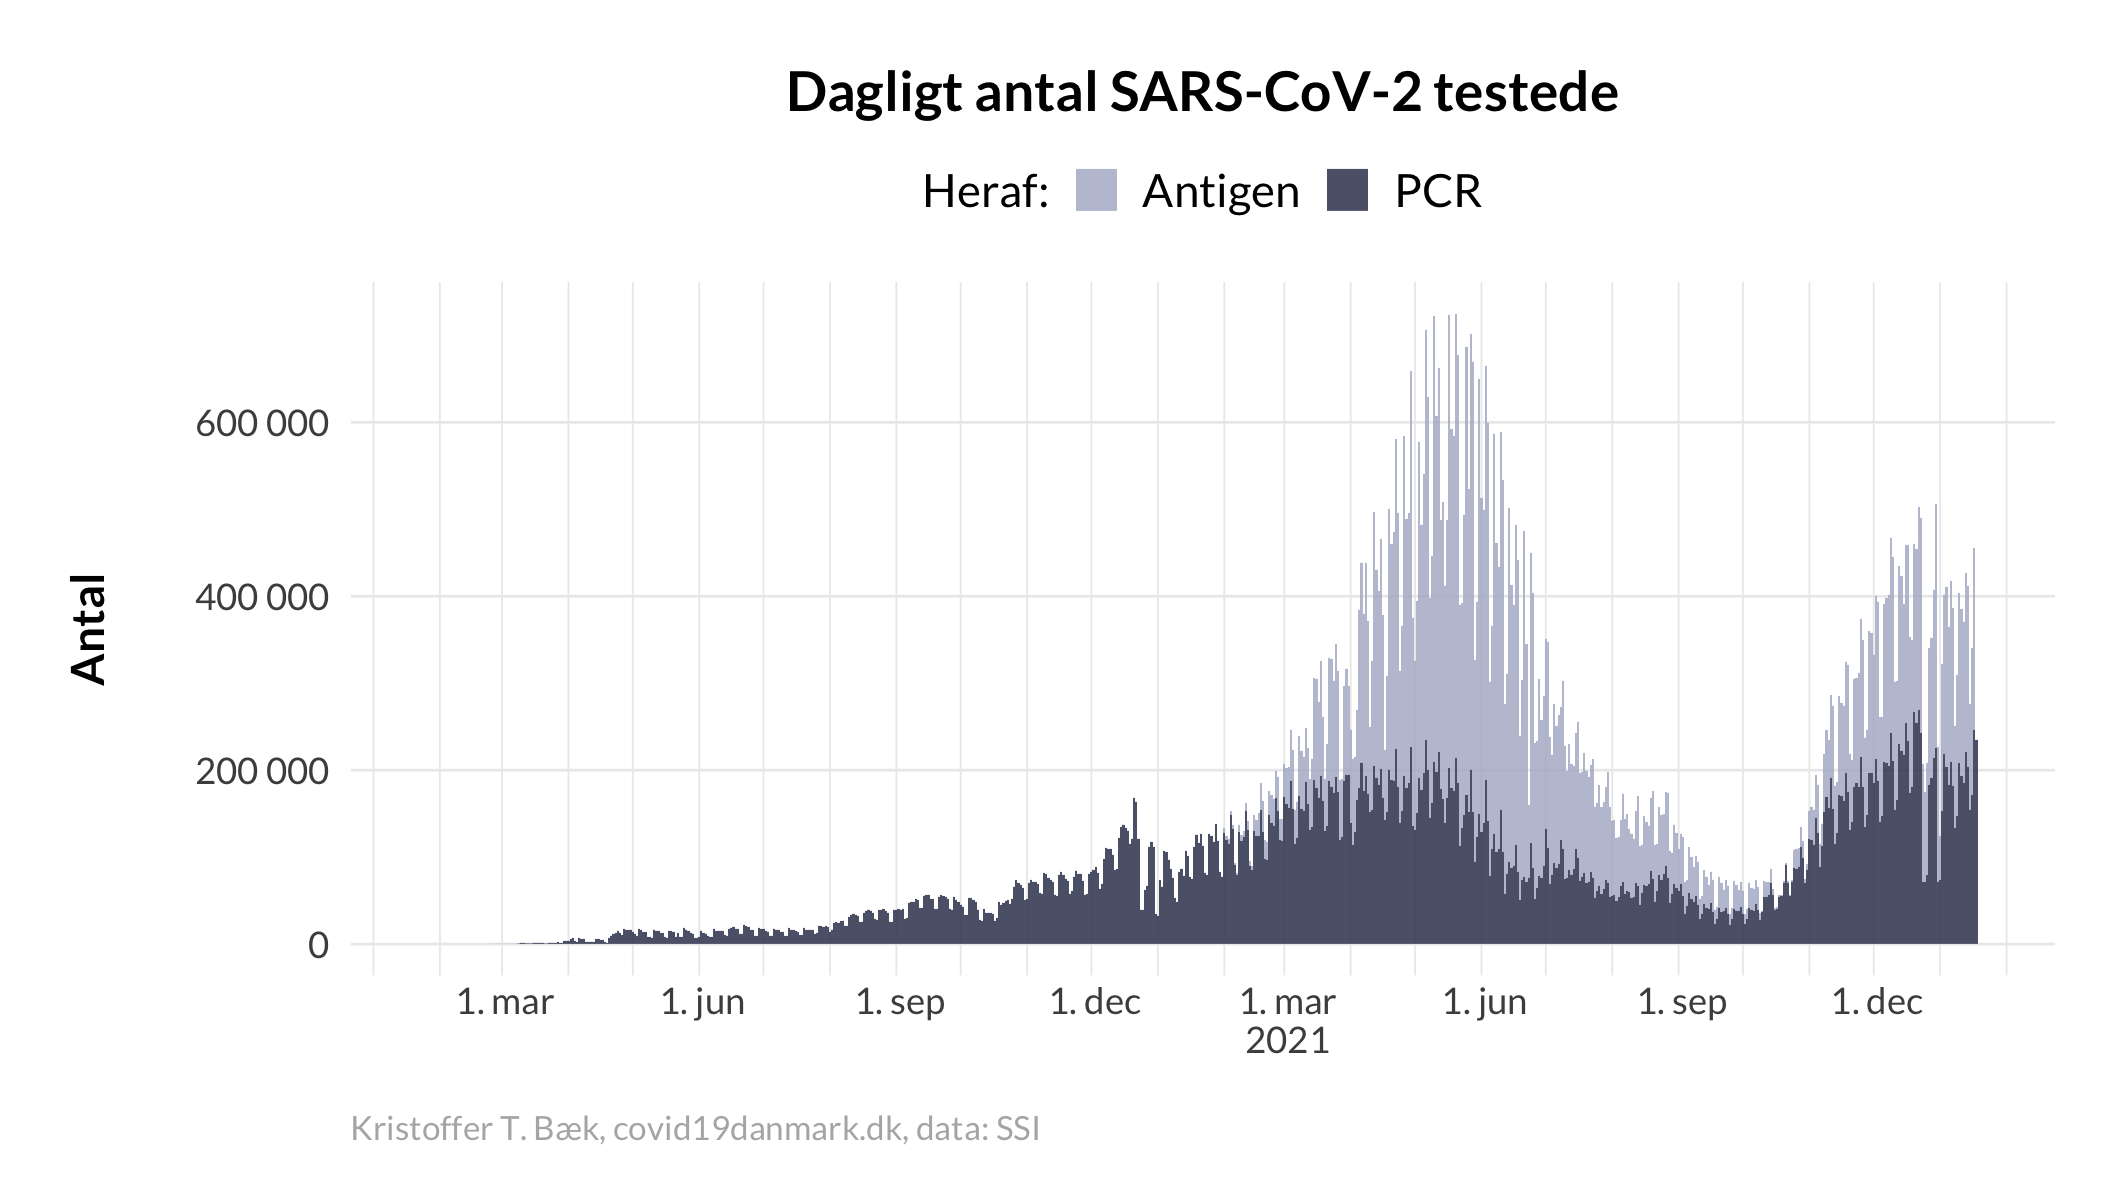 Dagligt antal SARS-CoV-2 testede
Heraf: Antigen PCR
Antal
600 000
400 000
200 000
0
1. mar 1. jun 1. sep 1. dec 1. mar 1. jun 1. sep 1. dec
2021
Kristoffer T. Bæk, covid19danmark.dk, data: SSI